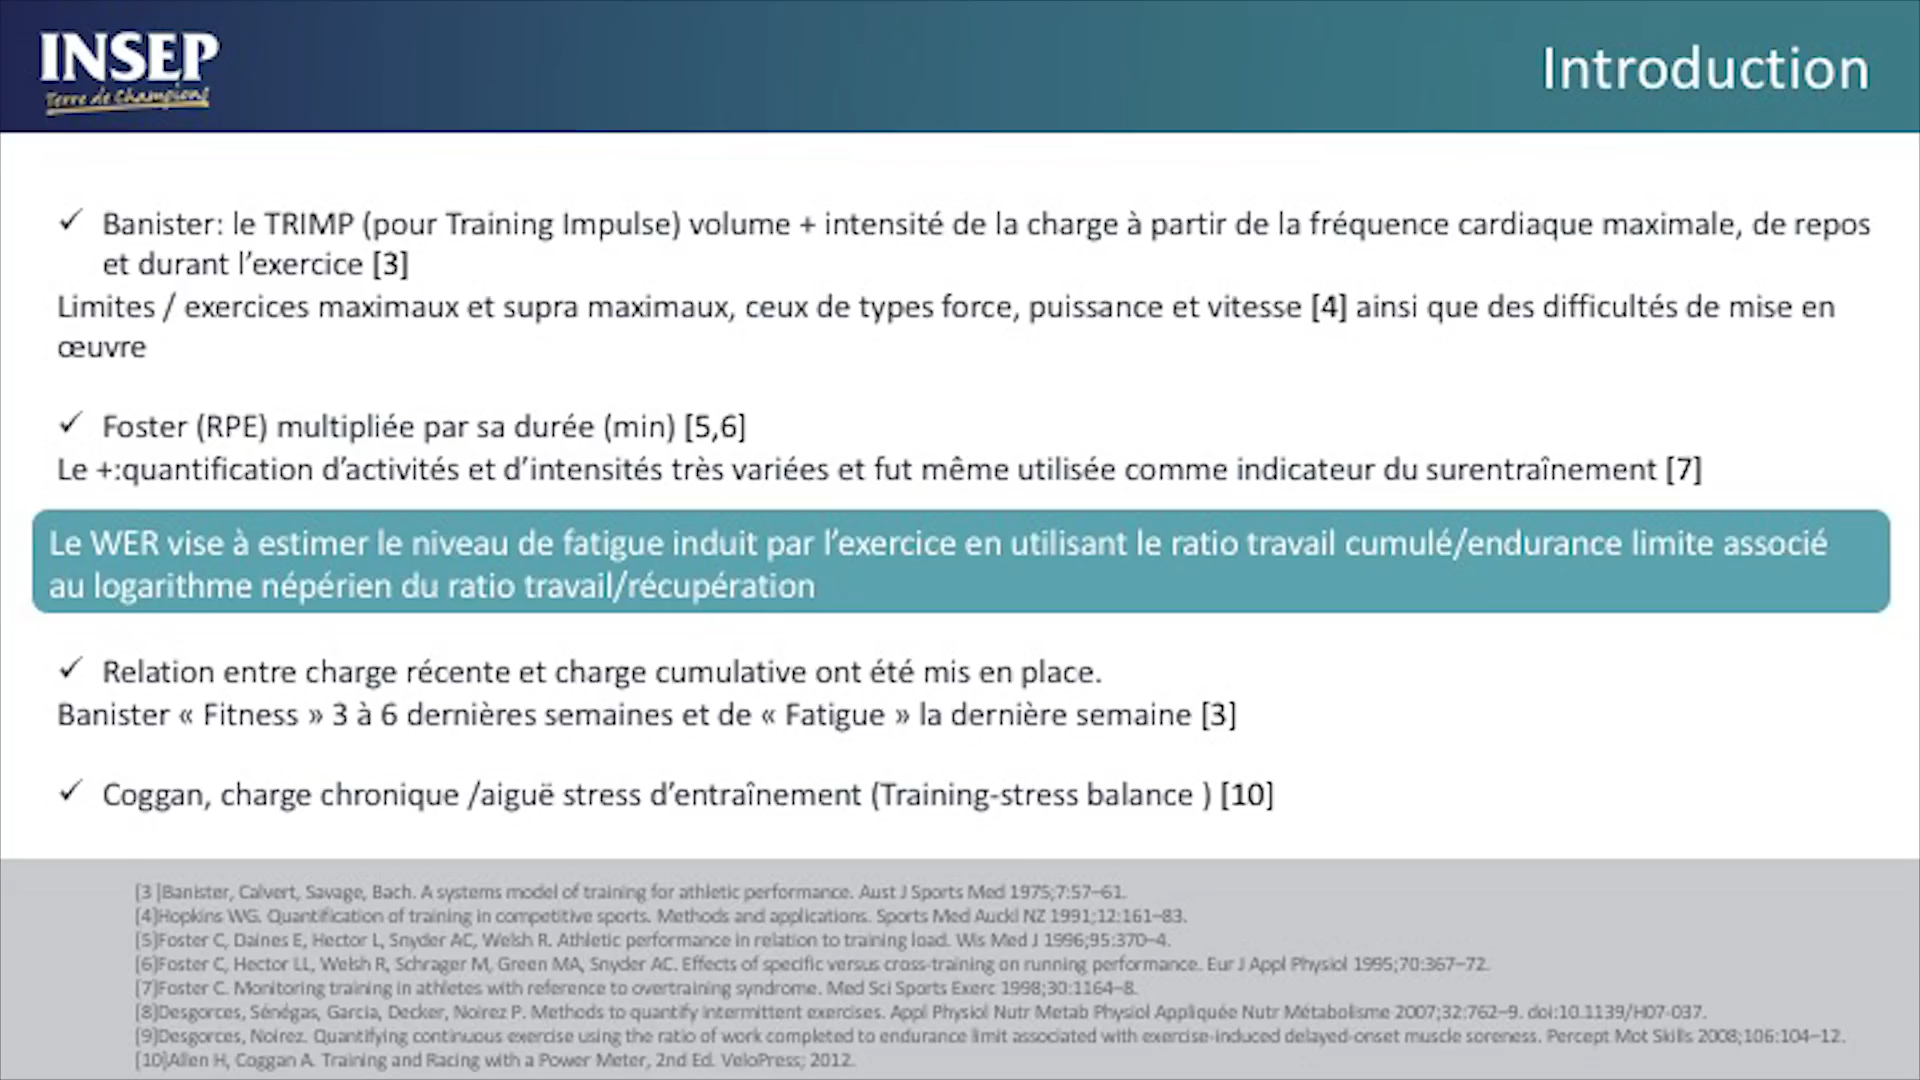 INSEP
Terre de Champions
Introduction
✓ Banister: le TRIMP (pour Training Impulse) volume + intensité de la charge à partir de la fréquence cardiaque maximale, de repos
et durant l’exercice [3]
Limites / exercices maximaux et supra maximaux, ceux de types force, puissance et vitesse [4] ainsi que des difficultés de mise en
œuvre
✓ Foster (RPE) multipliée par sa durée (min) [5,6]
Le +:quantification d’activités et d’intensités très variées et fut même utilisée comme indicateur du surentraînement [7]
Le WER vise à estimer le niveau de fatigue induit par l’exercice en utilisant le ratio travail cumulé/endurance limite associé
au logarithme népérien du ratio travail/récupération
✓ Relation entre charge récente et charge cumulative ont été mis en place.
Banister « Fitness » 3 à 6 dernières semaines et de « Fatigue » la dernière semaine [3]
✓ Coggan, charge chronique /aiguë stress d’entraînement (Training-stress balance ) [10]
[3 ]Banister, Calvert, Savage, Bach. A systems model of training for athletic performance. Aust J Sports Med 1975;7:57–61.
[4]Hopkins WG. Quantification of training in competitive sports. Methods and applications. Sports Med Auckl NZ 1991;12:161–83.
[5]Foster C, Daines E, Hector L, Snyder AC, Welsh R. Athletic performance in relation to training load. Wis Med J 1996;95:370–4.
[6]Foster C, Hector LL, Welsh R, Schrager M, Green MA, Snyder AC. Effects of specific versus cross-training on running performance. Eur J Appl Physiol 1995;70:367–72.
[7]Foster C. Monitoring training in athletes with reference to overtraining syndrome. Med Sci Sports Exerc 1998;30:1164–8.
[8]Desgorces, Sénégas, Garcia, Decker, Noirez P. Methods to quantify intermittent exercises. Appl Physiol Nutr Metab Physiol Appliquée Nutr Métabolisme 2007;32:762–9. doi:10.1139/H07-037.
[9]Desgorces, Noirez. Quantifying continuous exercise using the ratio of work completed to endurance limit associated with exercise-induced delayed-onset muscle soreness. Percept Mot Skills 2008;106:104–12.
[10]Allen H, Coggan A. Training and Racing with a Power Meter, 2nd Ed. VeloPress; 2012.